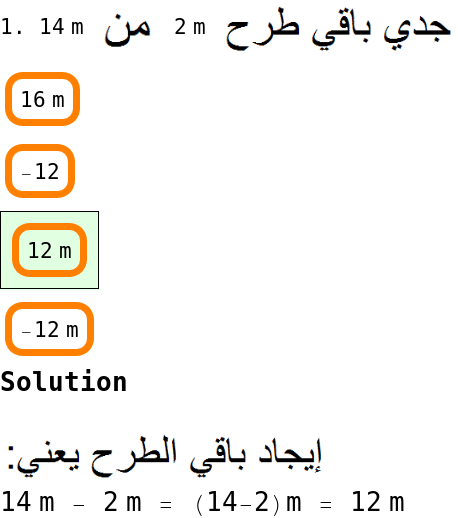 1. جدي باقي طرح 2 m من 14 m
16 m
-12
12 m
-12 m
Solution
إيجاد باقي الطرح يعني:
14 m - 2 m = (14-2)m = 12 m